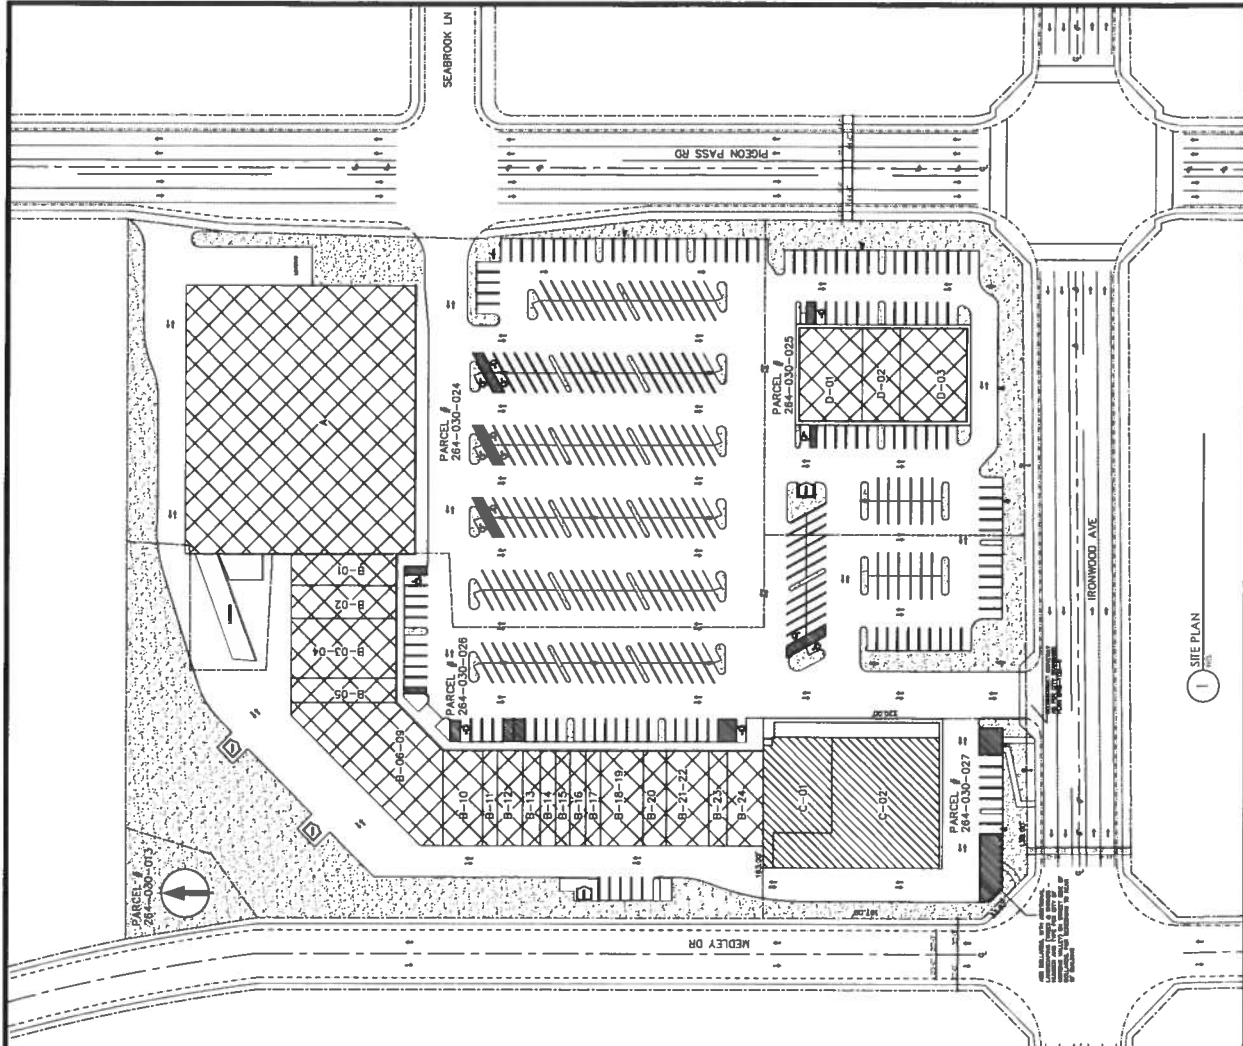 SEABROOK LN
PIGEON PASS RD
A
PARCEL #
264-030-024
PARCEL #
264-030-025
D-01
D-02
D-03
B-01
B-02
B-03-04
B-05
PARCEL #
264-030-026
B-06-09
B-10
B-11
B-12
B-13
B-14
B-15
B-16
B-17
B-18-19
B-20
B-21-22
B-23
B-24
C-01
C-02
PARCEL #
264-030-027
PARCEL #
264-030-013
MEDLEY DR
IRONWOOD AVE
1
SITE PLAN